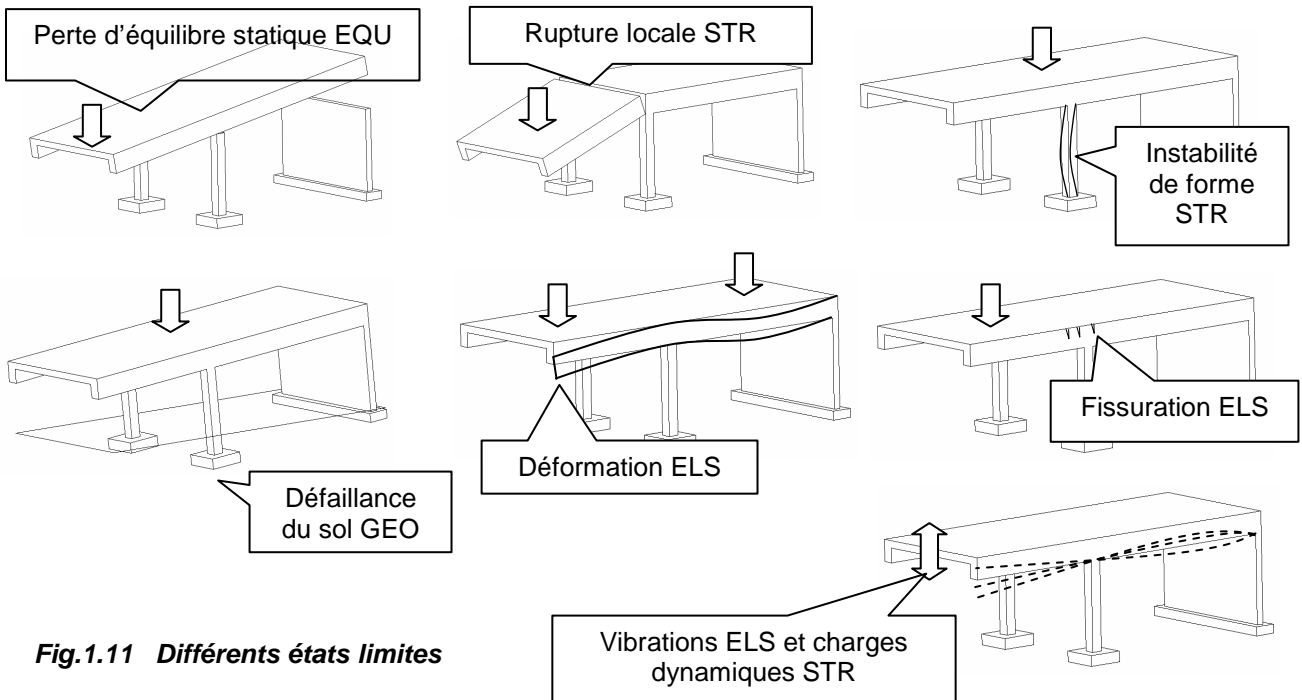 Perte d’équilibre statique EQU
Rupture locale STR
Instabilité
de forme
STR
Défaillance
du sol GEO
Déformation ELS
Fissuration ELS
Vibrations ELS et charges
dynamiques STR
Fig.1.11 Différents états limites